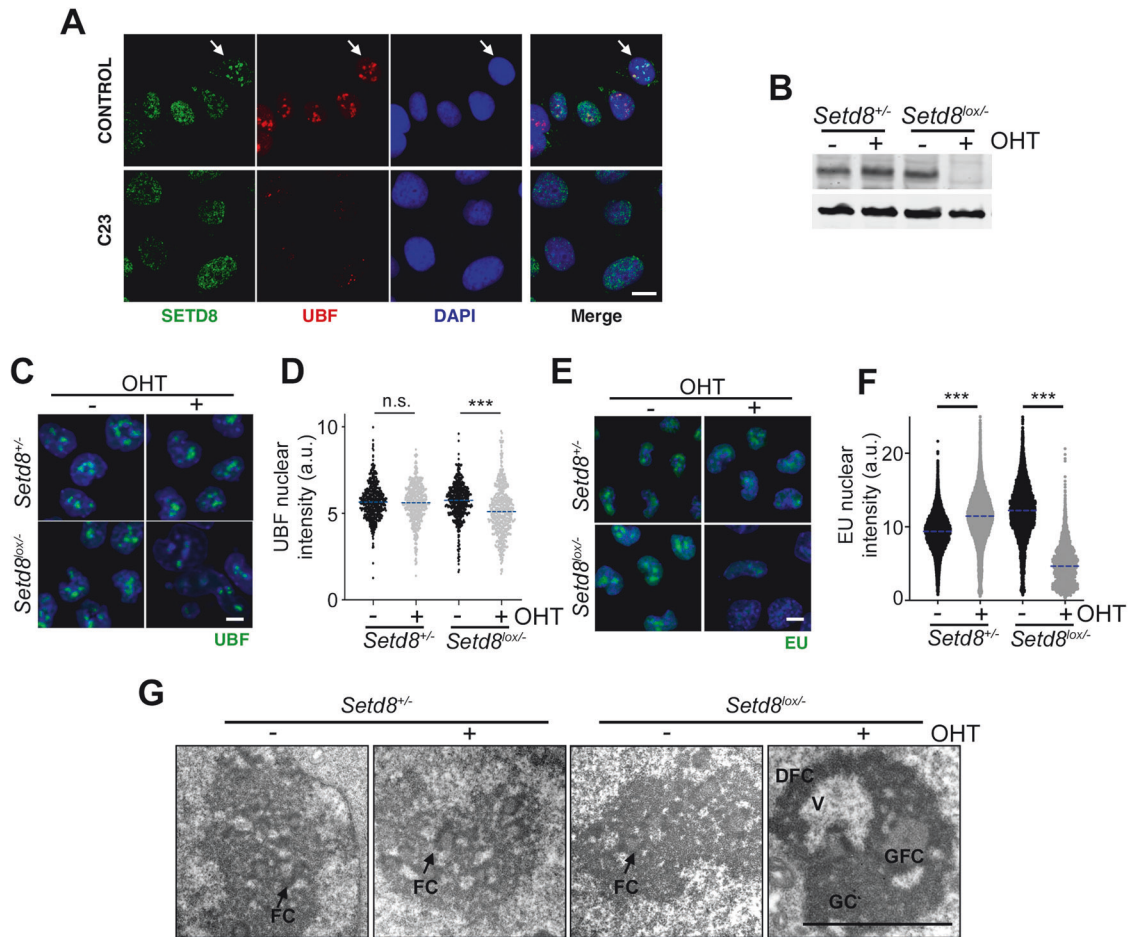 A
CONTROL
C23
SETD8 UBF DAPI Merge
B
Setd8+/- Setd8lox/-
- + - + OHT
C
OHT
- +
Setd8+/-
Setd8lox/-
UBF
D
n.s. ***
UBF nuclear
intensity (a.u.)
10
5
0
- + - + OHT
Setd8+/- Setd8lox/-
E
OHT
- +
Setd8+/-
Setd8lox/-
EU
F
*** ***
EU nuclear
intensity (a.u.)
20
10
0
- + - + OHT
Setd8+/- Setd8lox/-
G
Setd8+/- Setd8lox/-
- + - + OHT
FC
FC
FC
DFC
V
GFC
GC